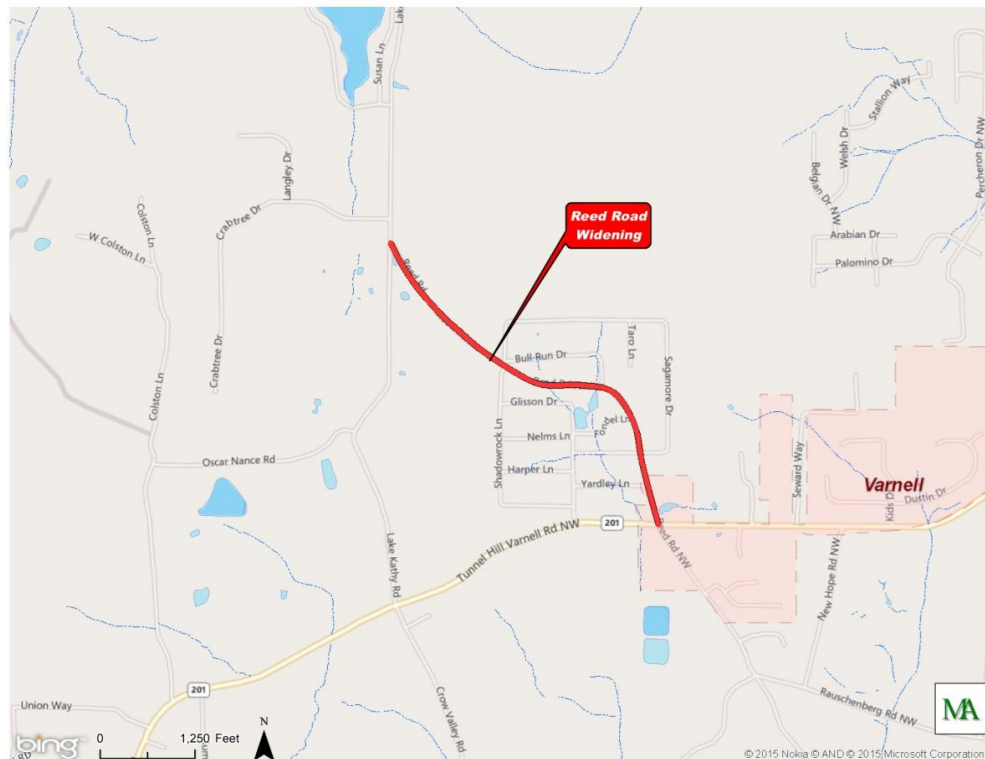 Lake
Susan Ln
Stallion Way
Welsh Dr
Belgian Dr NW
Percheron Dr NW
Langley Dr
Crabtree Dr
Colston Ln
W Colston Ln
Reed Road
Widening
Arabian Dr
Palomino Dr
Reed Rd
Taro Ln
Bull Run Dr
Sagamore Dr
Crabtree Dr
Glisson Dr
Colston Ln
Nelms Ln
Shadowrock Ln
Oscar Nance Rd
Harper Ln
Yardley Ln
Seward Way
Varnell
Kids D
Dustin Dr
201
Tunnel Hill Varnell Rd NW
Reed Rd NW
Lake Kathy Rd
New Hope Rd NW
201
Union Way
Crow Valley Rd
Rauschenberg Rd NW
MA
N
bing
0 1,250 Feet
RD
© 2015 Nokia © AND © 2015 Microsoft Corporation